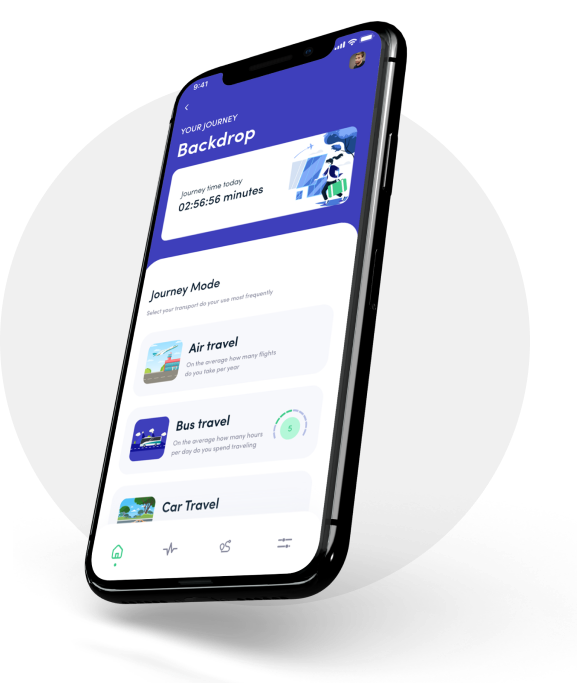 9:41
YOUR JOURNEY
Backdrop
Journey time today
02:56:56 minutes
Journey Mode
Select your transport do your use most frequently
Air travel
On the average how many flights
do you take per year
Bus travel
On the average how many hours
per day do you spend traveling
5
Car Travel